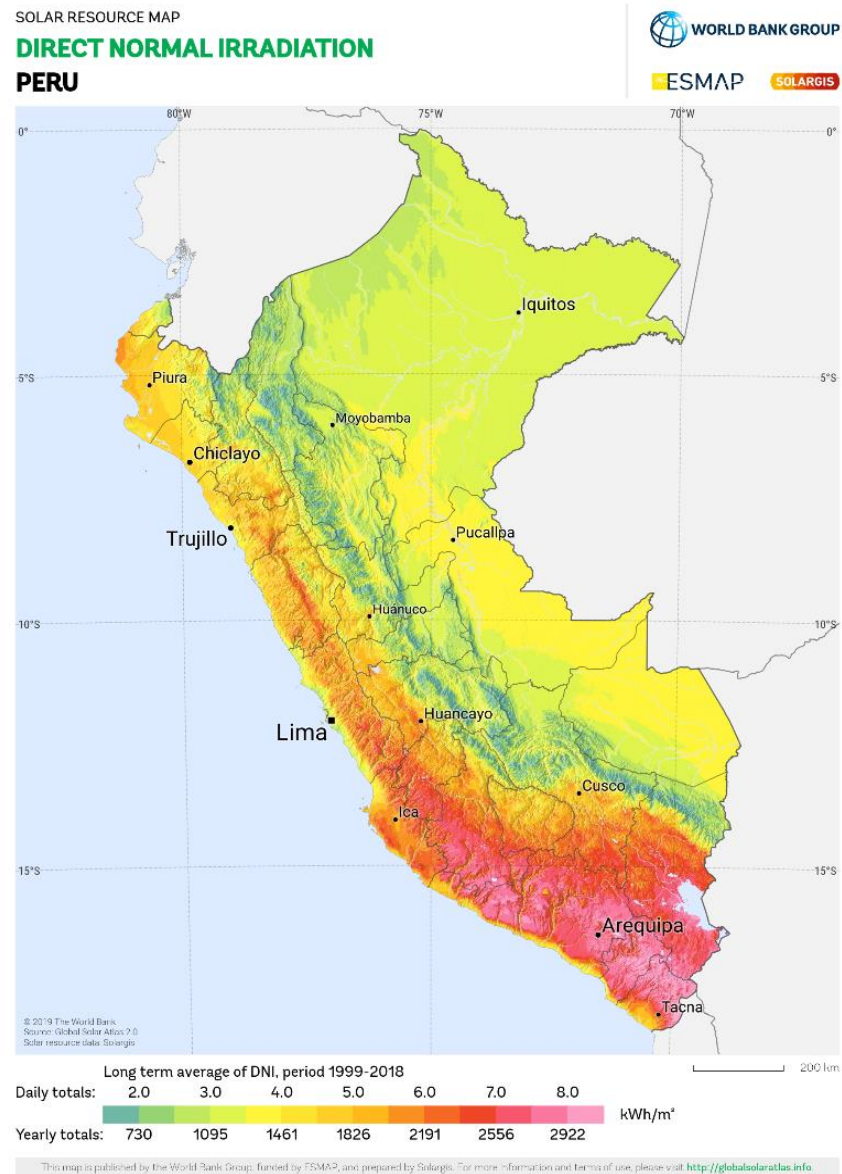 SOLAR RESOURCE MAP
DIRECT NORMAL IRRADIATION
PERU
WORLD BANK GROUP
ESMAP
SOLARGIS
80°W 75°W 70°W
0° 0°
Iquitos
5°S 5°S
Piura
Moyobamba
Chiclayo
Trujillo
Pucallpa
Huánuco
10°S 10°S
Huancayo
Lima
Cusco
Ica
15°S 15°S
Arequipa
Tacna
© 2019 The World Bank
Source: Global Solar Atlas 2.0
Solar resource data: Solargis
200 km
Long term average of DNI, period 1999-2018
Daily totals: 2.0 3.0 4.0 5.0 6.0 7.0 8.0
kWh/m²
Yearly totals: 730 1095 1461 1826 2191 2556 2922
This map is published by the World Bank Group, funded by ESMAP, and prepared by Solargis. For more information and terms of use, please visit http://globalsolaratlas.info.